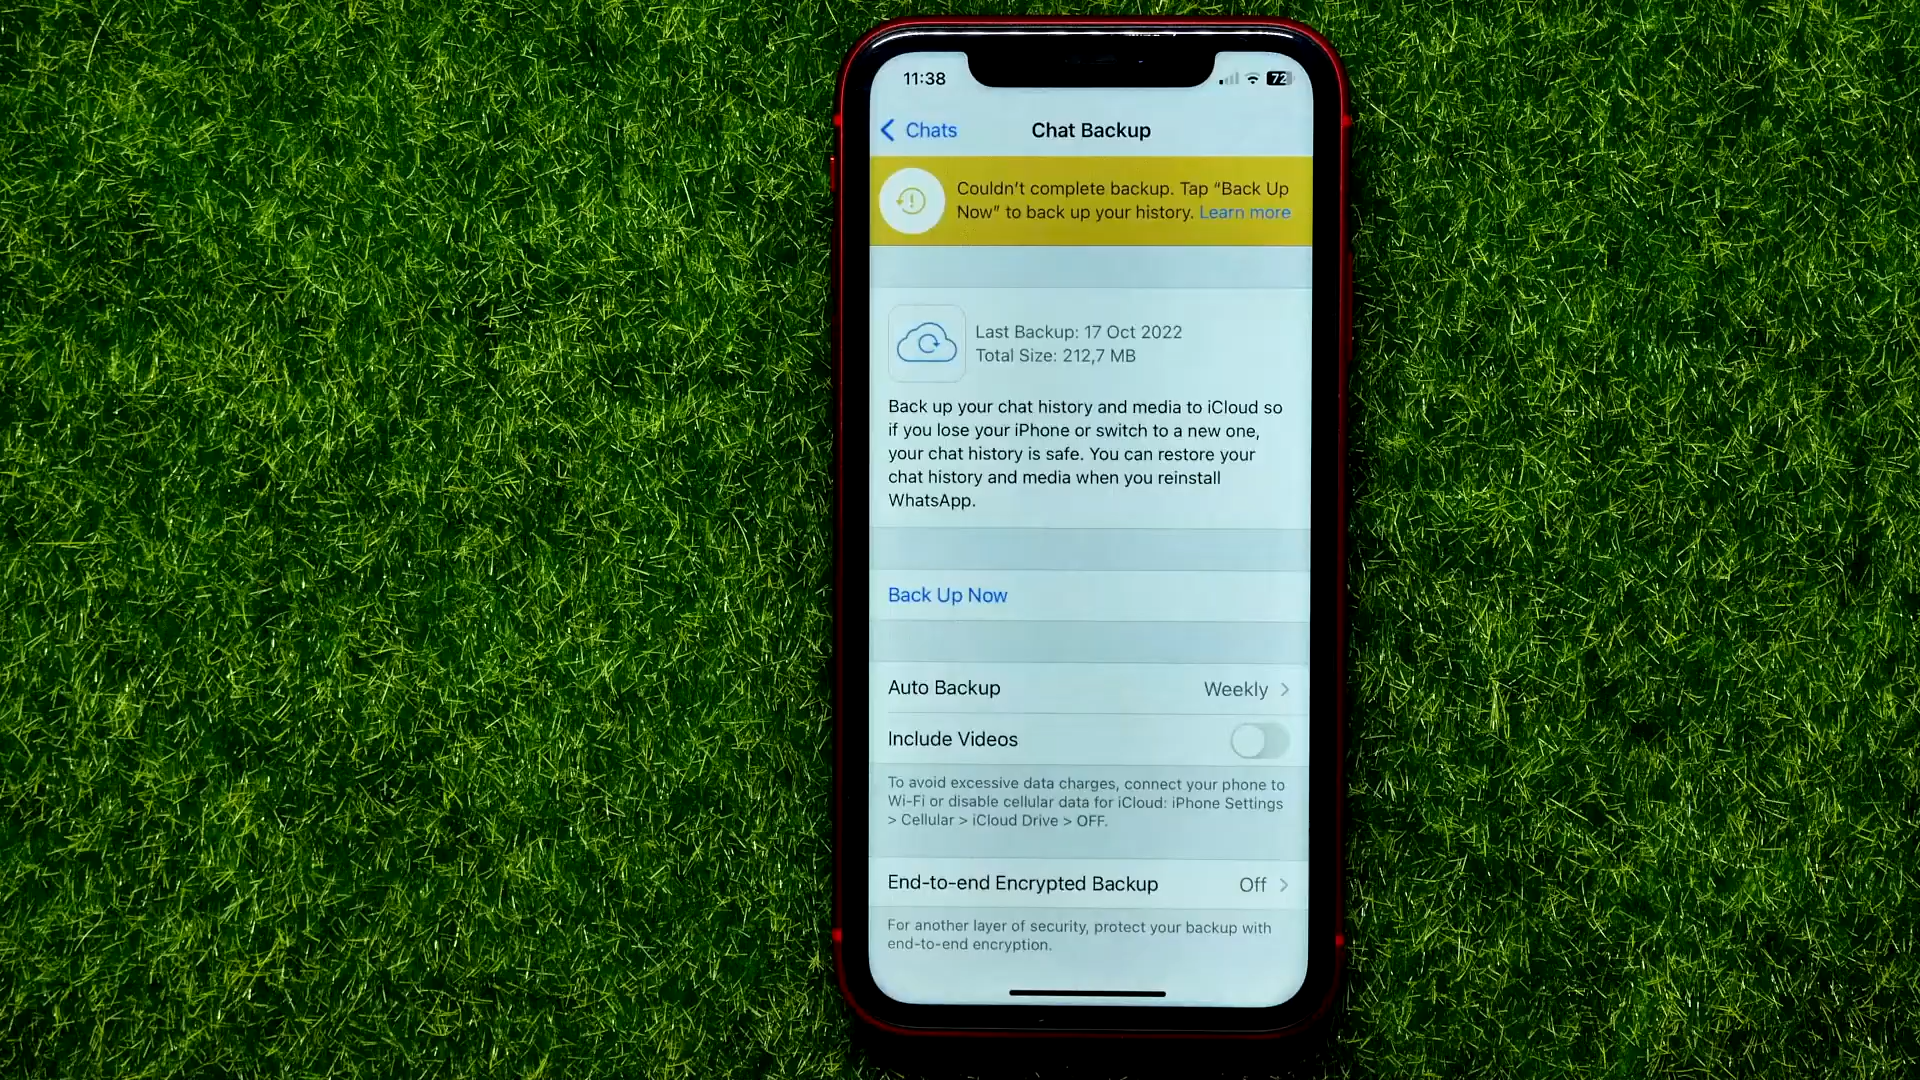 11:38
72
Chats
Chat Backup
Couldn't complete backup. Tap "Back Up
Now" to back up your history. Learn more
Last Backup: 17 Oct 2022
Total Size: 212,7 MB
Back up your chat history and media to iCloud so
if you lose your iPhone or switch to a new one,
your chat history is safe. You can restore your
chat history and media when you reinstall
WhatsApp.
Back Up Now
Auto Backup
Weekly
Include Videos
To avoid excessive data charges, connect your phone to
Wi-Fi or disable cellular data for iCloud: iPhone Settings
> Cellular > iCloud Drive > OFF.
End-to-end Encrypted Backup
Off
For another layer of security, protect your backup with
end-to-end encryption.